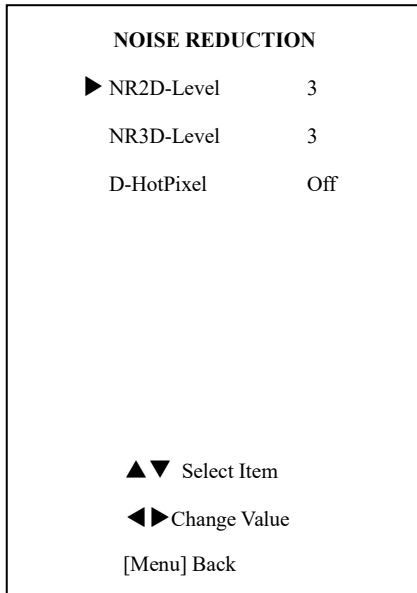 NOISE REDUCTION
▶ NR2D-Level 3
NR3D-Level 3
D-HotPixel Off
▲▼ Select Item
◀▶Change Value
[Menu] Back